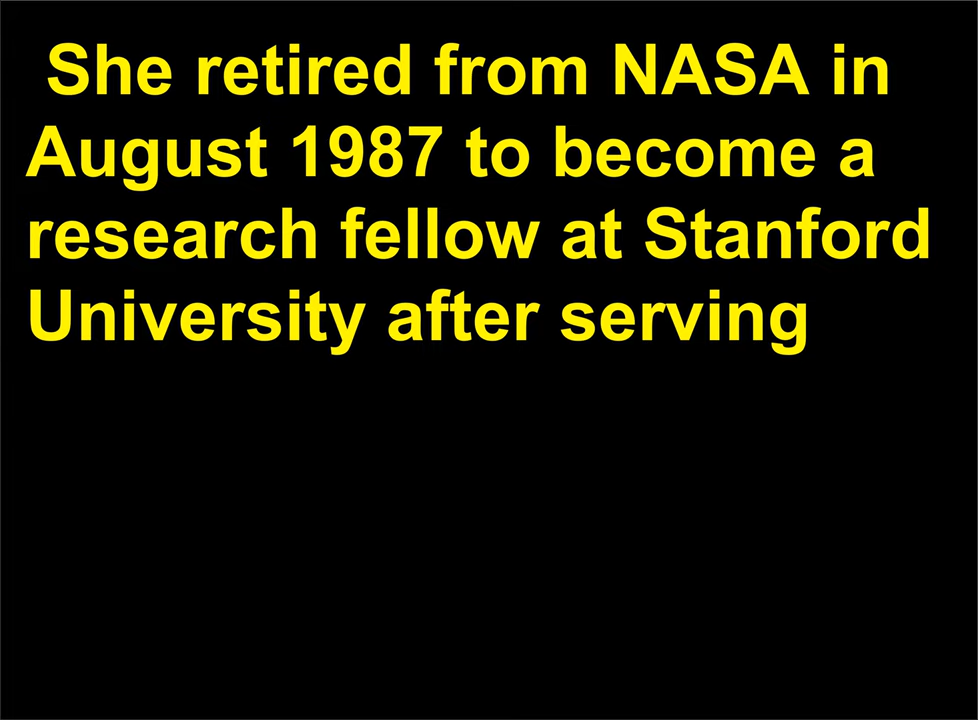 She retired from NASA in
August 1987 to become a
research fellow at Stanford
University after serving